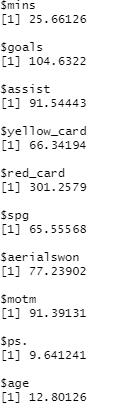 $mins
[1] 25.66126
$goals
[1] 104.6322
$assist
[1] 91.54443
$yellow_card
[1] 66.34194
$red_card
[1] 301.2579
$spg
[1] 65.55568
$aerialswon
[1] 77.23902
$motm
[1] 91.39131
$ps.
[1] 9.641241
$age
[1] 12.80126